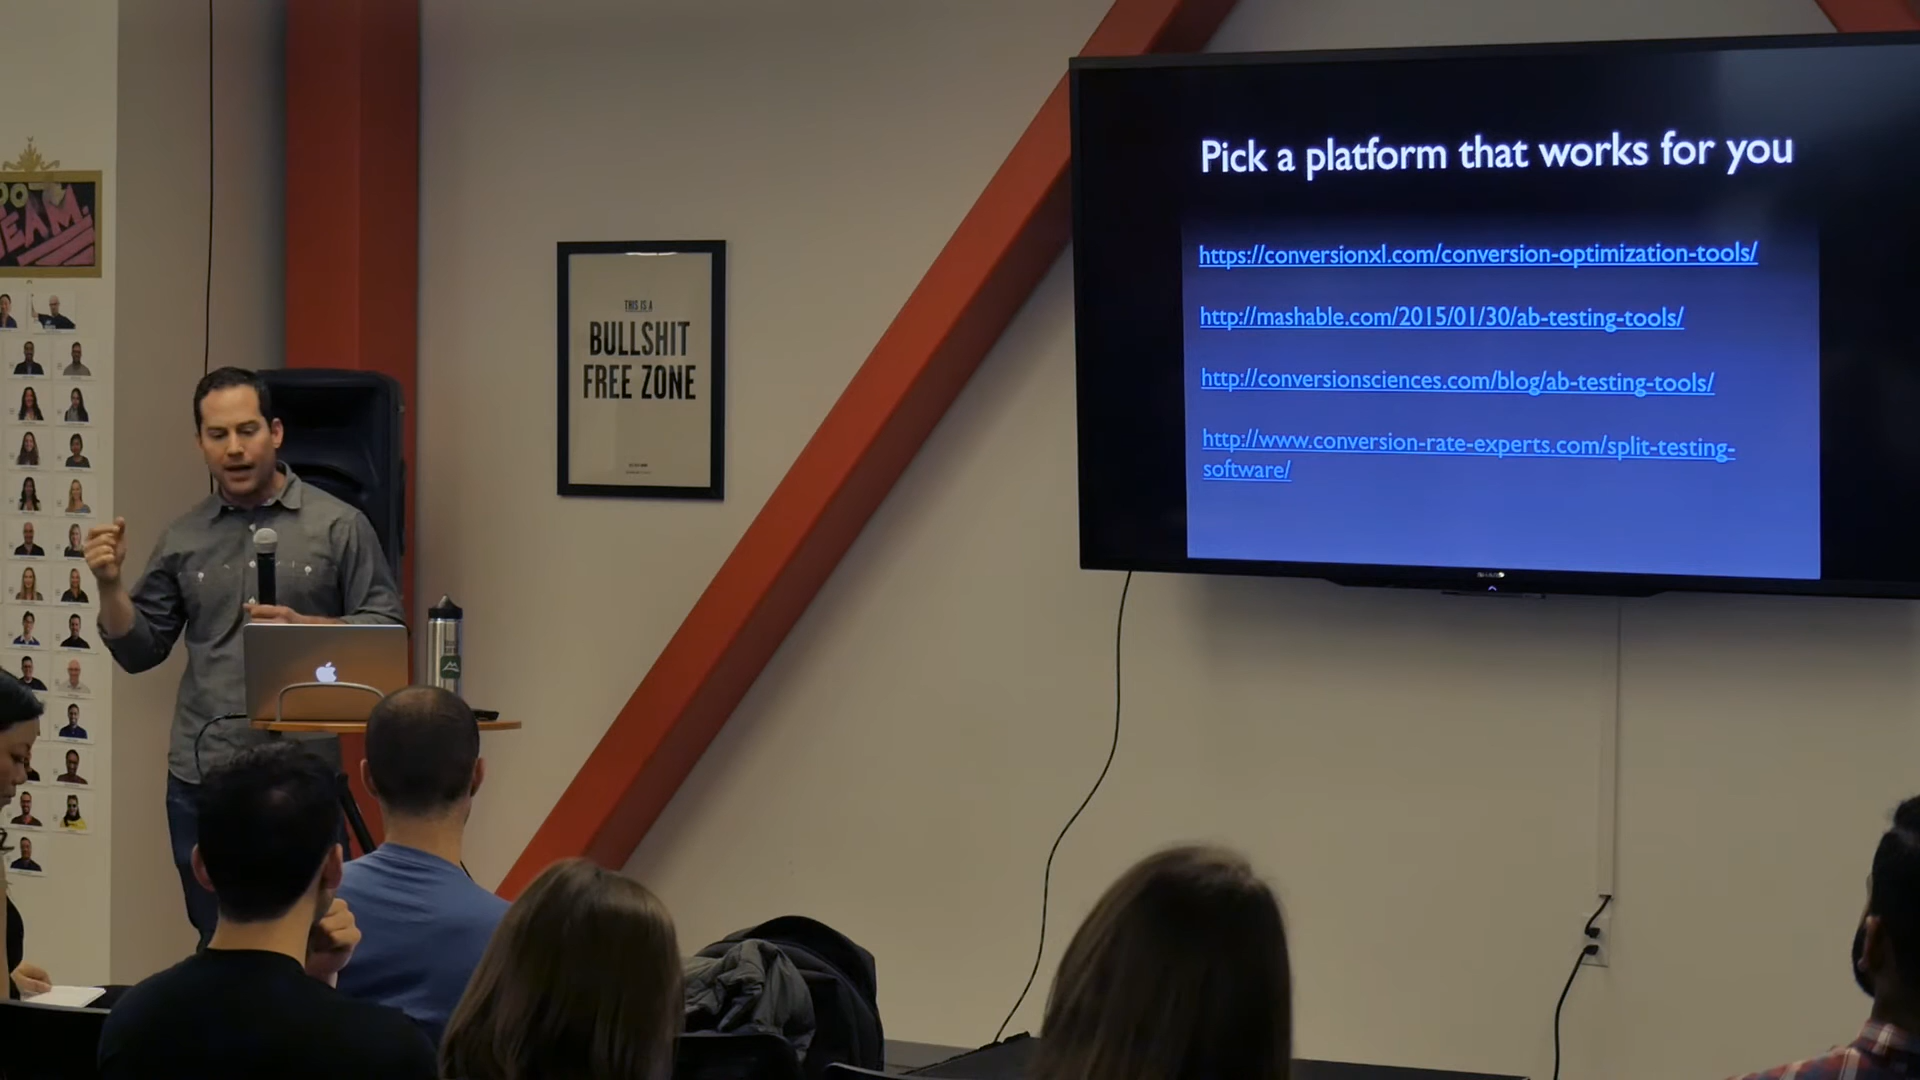 TEAM.
THIS IS A
BULLSHIT
FREE ZONE
Pick a platform that works for you
https://conversionxl.com/conversion-optimization-tools/
http://mashable.com/2015/01/30/ab-testing-tools/
http://conversionsciences.com/blog/ab-testing-tools/
http://www.conversion-rate-experts.com/split-testing-
software/
SHARP